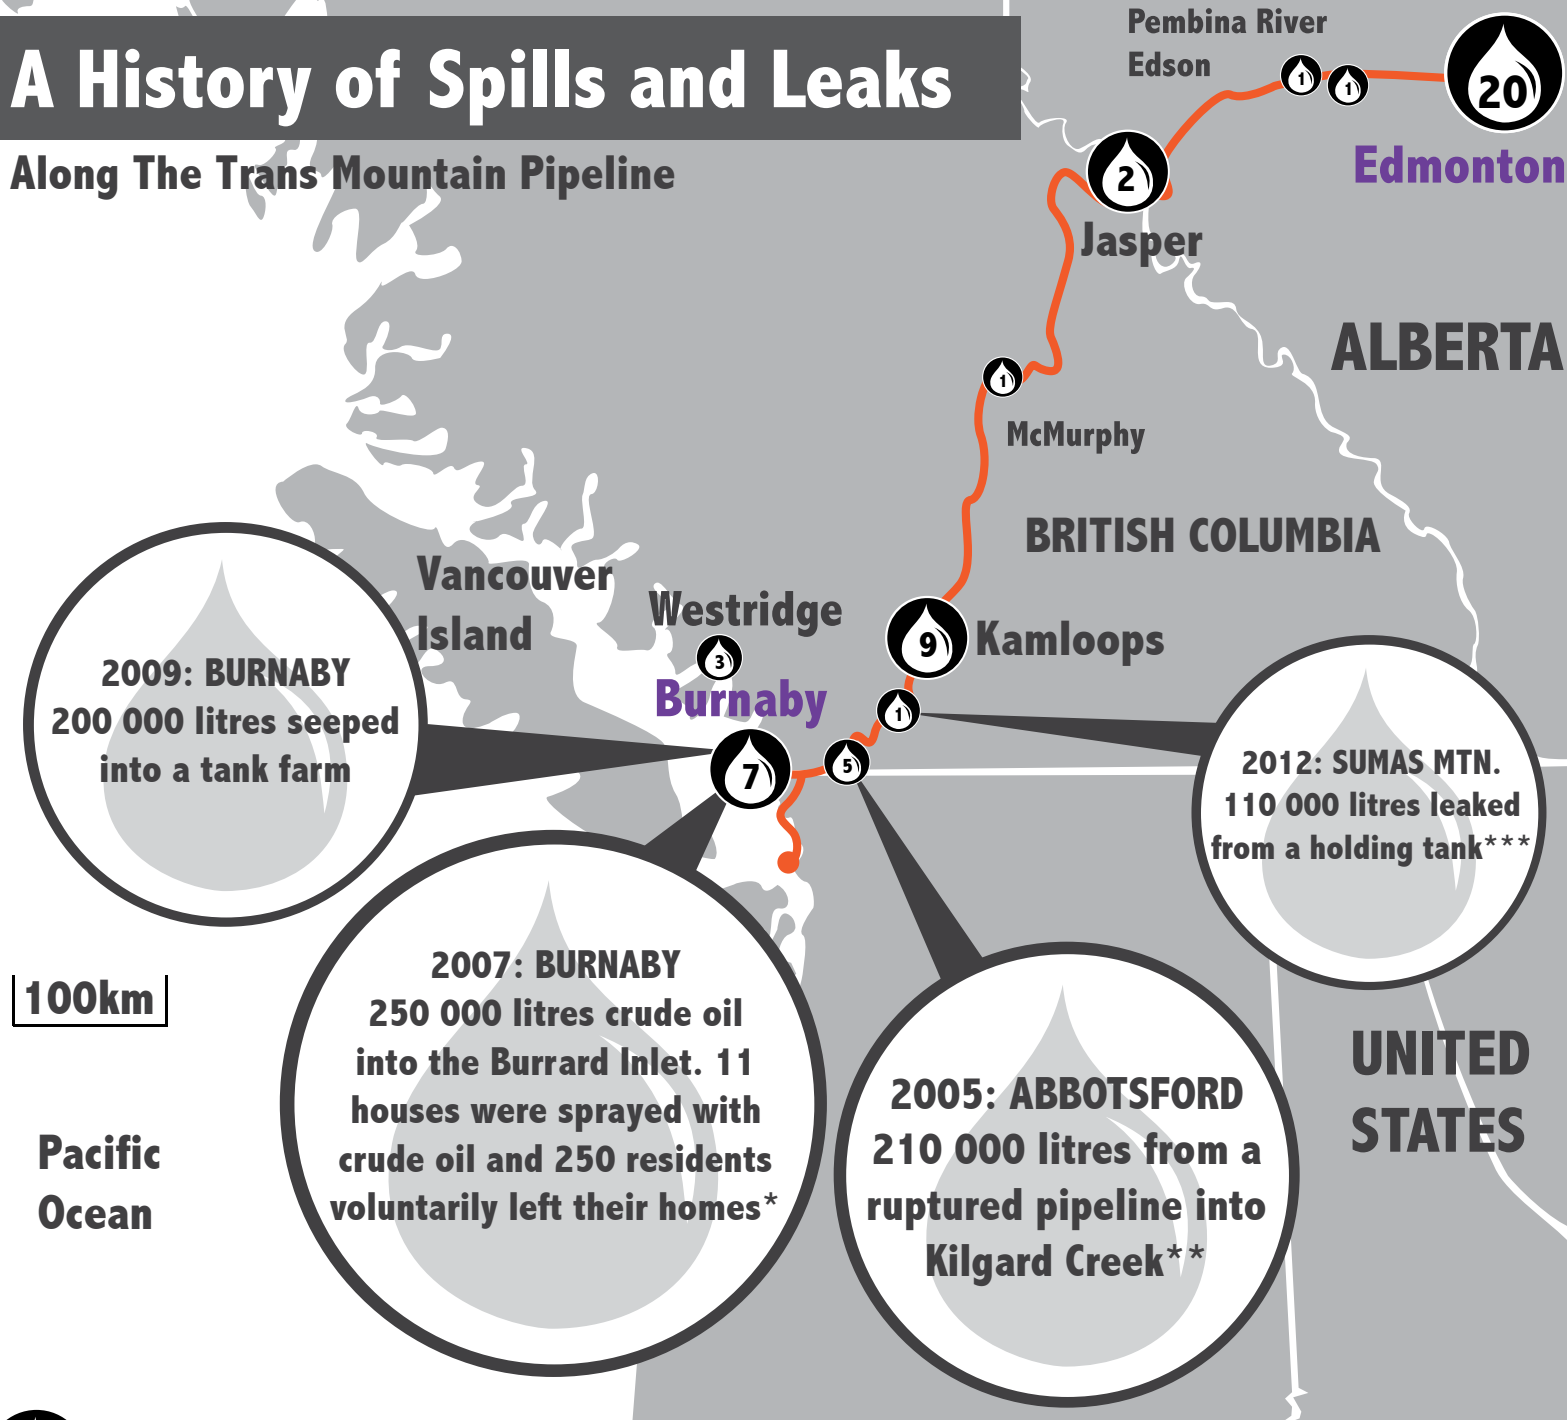 A History of Spills and Leaks
Along The Trans Mountain Pipeline
Pembina River
Edson
1
1
20
Edmonton
2
Jasper
ALBERTA
1
McMurphy
BRITISH COLUMBIA
Vancouver
Island
Westridge
3
Burnaby
9
Kamloops
1
7
5
2009: BURNABY
200 000 litres seeped
into a tank farm
2012: SUMAS MTN.
110 000 litres leaked
from a holding tank***
2007: BURNABY
250 000 litres crude oil
into the Burrard Inlet. 11
houses were sprayed with
crude oil and 250 residents
voluntarily left their homes*
2005: ABBOTSFORD
210 000 litres from a
ruptured pipeline into
Kilgard Creek**
100km
Pacific
Ocean
UNITED
STATES